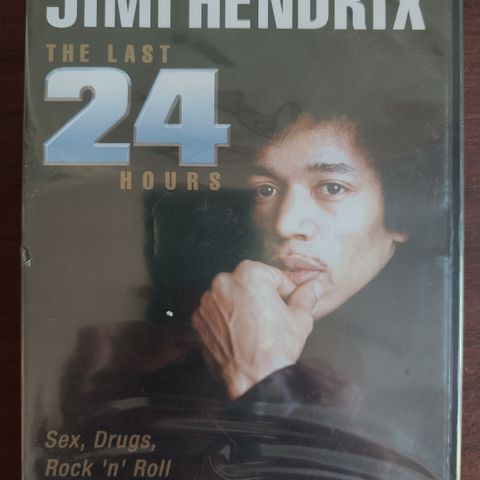 JIMI HENDRIX
THE LAST
24
HOURS
Sex, Drugs,
Rock 'n' Roll